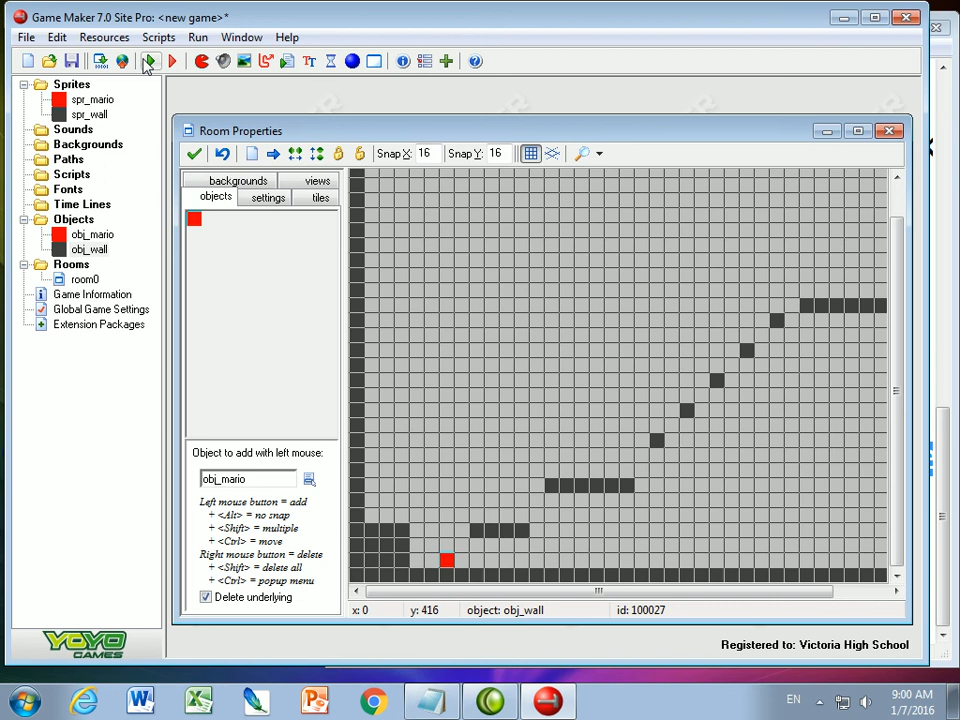 Game Maker 7.0 Site Pro: <new game>*
File Edit Resources Scripts Run Window Help
Sprites
spr_mario
spr_wall
Sounds
Backgrounds
Paths
Scripts
Fonts
Time Lines
Objects
obj_mario
obj_wall
Rooms
room0
Game Information
Global Game Settings
Extension Packages
YOYO
GAMES
Room Properties
Snap X: 16 Snap Y: 16
backgrounds views
objects settings tiles
Object to add with left mouse:
obj_mario
Left mouse button = add
+ <Alt> = no snap
+ <Shift> = multiple
+ <Ctrl> = move
Right mouse button = delete
+ <Shift> = delete all
+ <Ctrl> = popup menu
Delete underlying
x: 0 y: 416 object: obj_wall id: 100027
Registered to: Victoria High School
EN
9:00 AM
1/7/2016